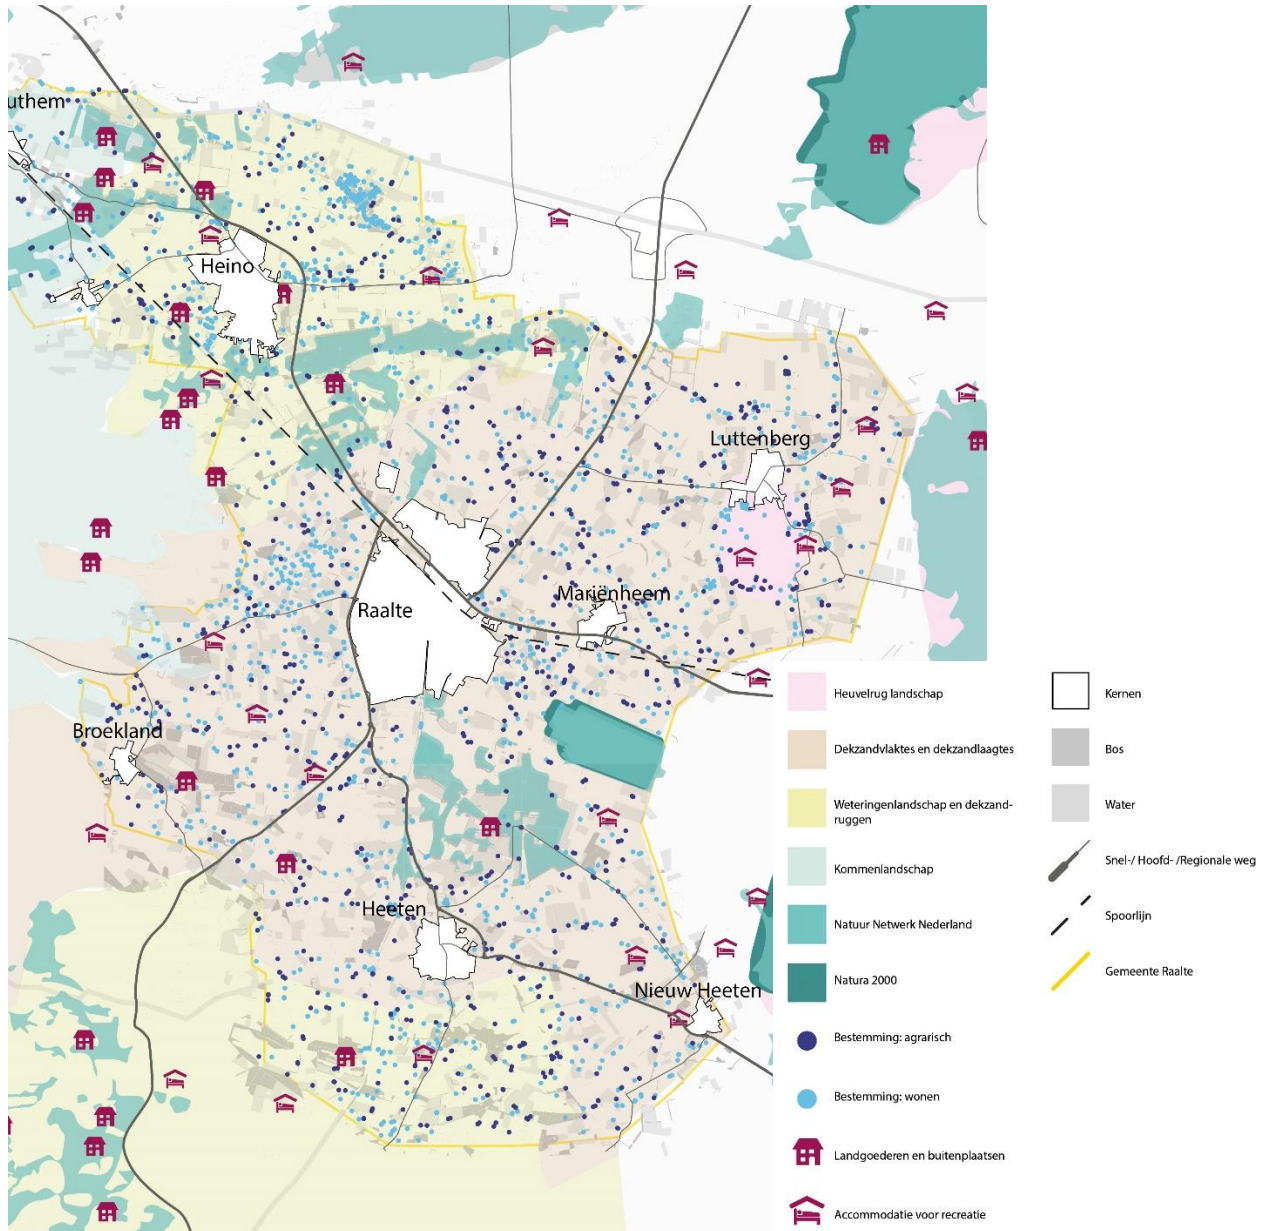 uthem
Heino
Luttenberg
Mariënheem
Raalte
Broekland
Heeten
Nieuw Heeten
Heuvelrug landschap
Dekzandvlaktes en dekzandlaagtes
Weteringenlandschap en dekzand-
ruggen
Kommenlandschap
Natuur Netwerk Nederland
Natura 2000
Bestemming: agrarisch
Bestemming: wonen
Landgoederen en buitenplaatsen
Accommodatie voor recreatie
Kernen
Bos
Water
Snel-/ Hoofd- /Regionale weg
Spoorlijn
Gemeente Raalte